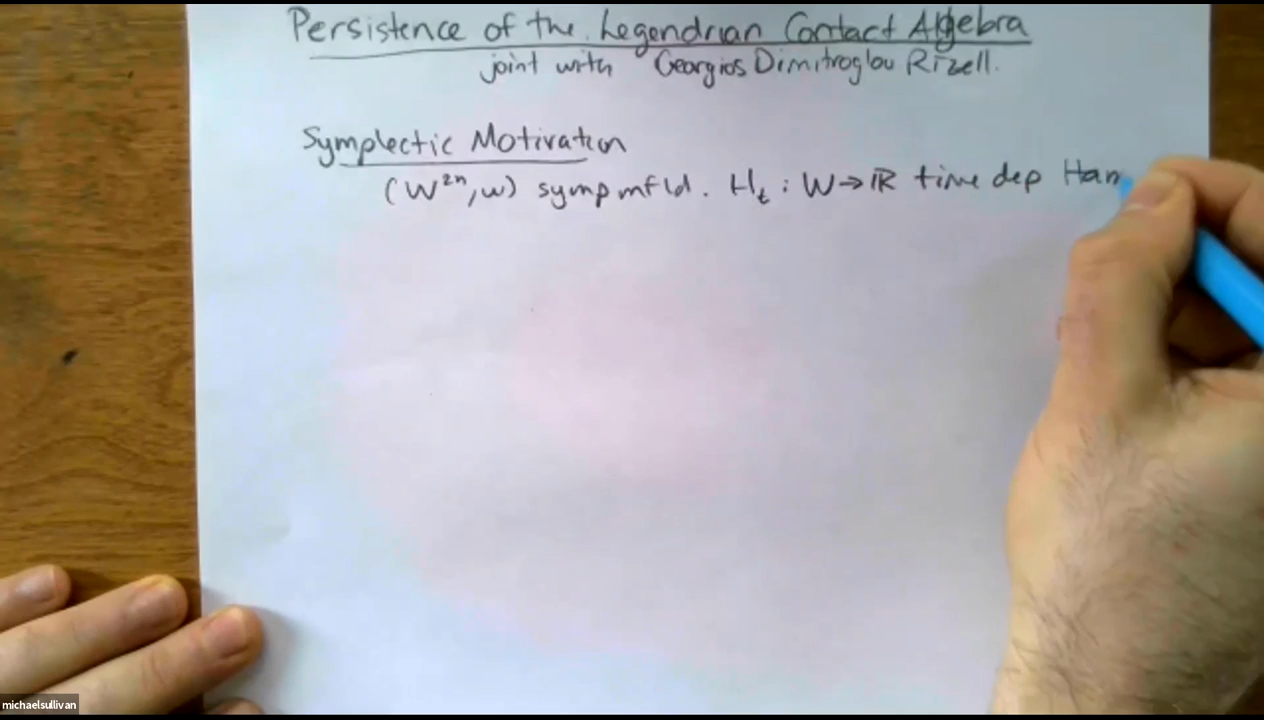 Persistence of the Legendrian Contact Algebra
joint with Georgios Dimitroglou Rizell.
Symplectic Motivation
(W²ⁿ, ω) symp mfld. Hₜ : W → ℝ time dep Ham
michaelsullivan